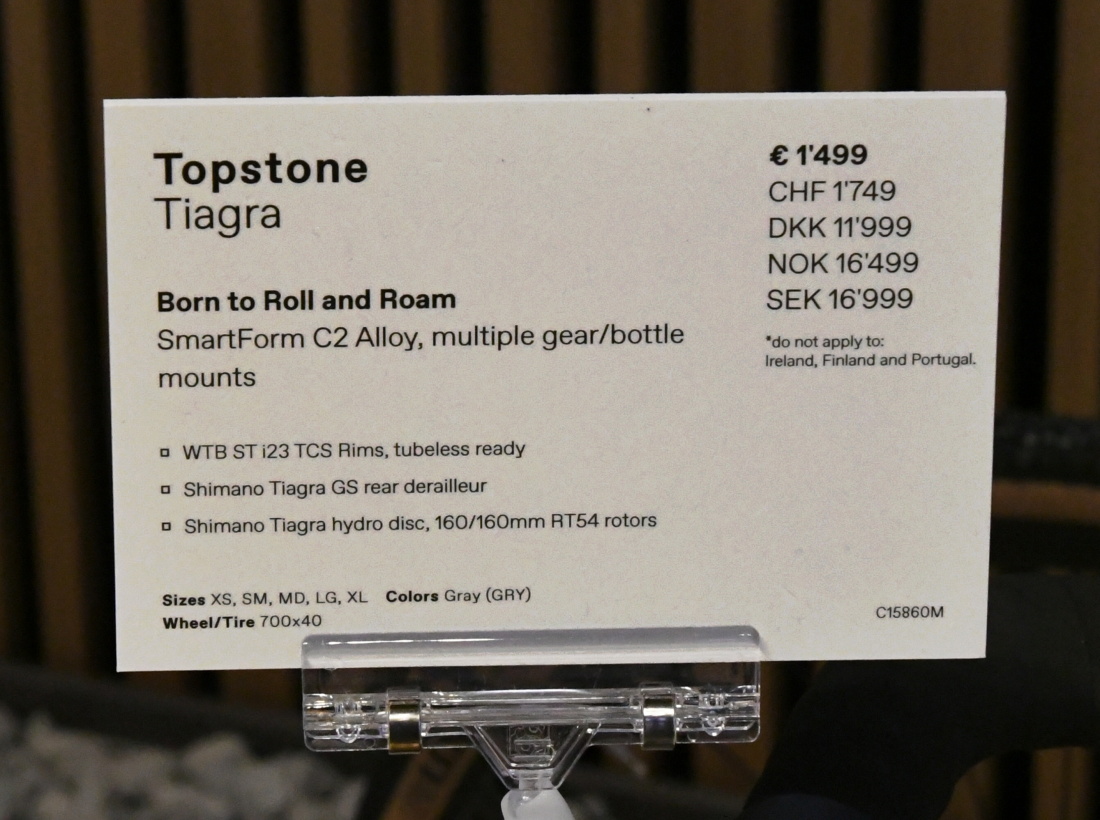 Topstone
Tiagra
Born to Roll and Roam
SmartForm C2 Alloy, multiple gear/bottle
mounts
WTB ST i23 TCS Rims, tubeless ready
Shimano Tiagra GS rear derailleur
Shimano Tiagra hydro disc, 160/160mm RT54 rotors
Sizes XS, SM, MD, LG, XL Colors Gray (GRY)
Wheel/Tire 700x40
€ 1'499
CHF 1'749
DKK 11'999
NOK 16'499
SEK 16'999
*do not apply to:
Ireland, Finland and Portugal.
C15860M